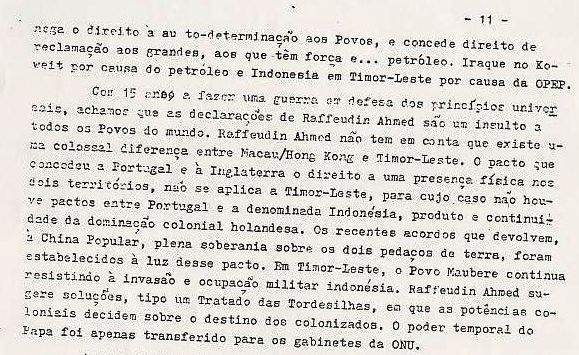 - 11 -
nega o direito à au to-determinação aos Povos, e concede direito de
reclamação aos grandes, aos que têm força e... petróleo. Iraque no Ko-
veit por causa do petróleo e Indonesia em Timor-Leste por causa da OPEP.
Com 15 anos a fazer uma guerra em defesa dos princípios univer
sais, achamos que as declarações de Raffeudin Ahmed são um insulto a
todos os Povos do mundo. Raffeudin Ahmed não tem em conta que existe u-
ma colossal diferença entre Macau/Hong Kong e Timor-Leste. O pacto que
concedeu a Portugal e à Inglaterra o direito a uma presença física nos
dois territórios, não se aplica a Timor-Leste, para cujo caso não hou-
ve pactos entre Portugal e a denominada Indonésia, produto e continui-
dade da dominação colonial holandesa. Os recentes acordos que devolvem,
à China Popular, plena soberania sobre os dois pedaços de terra, foram
estabelecidos à luz desse pacto. Em Timor-Leste, o Povo Maubere continua
resistindo à invasão e ocupação militar indonésia. Raffeudin Ahmed su-
gere soluções, tipo um Tratado das Tordesilhas, em que as potências co-
loniais decidem sobre o destino dos colonizados. O poder temporal do
Papa foi apenas transferido para os gabinetes da ONU.